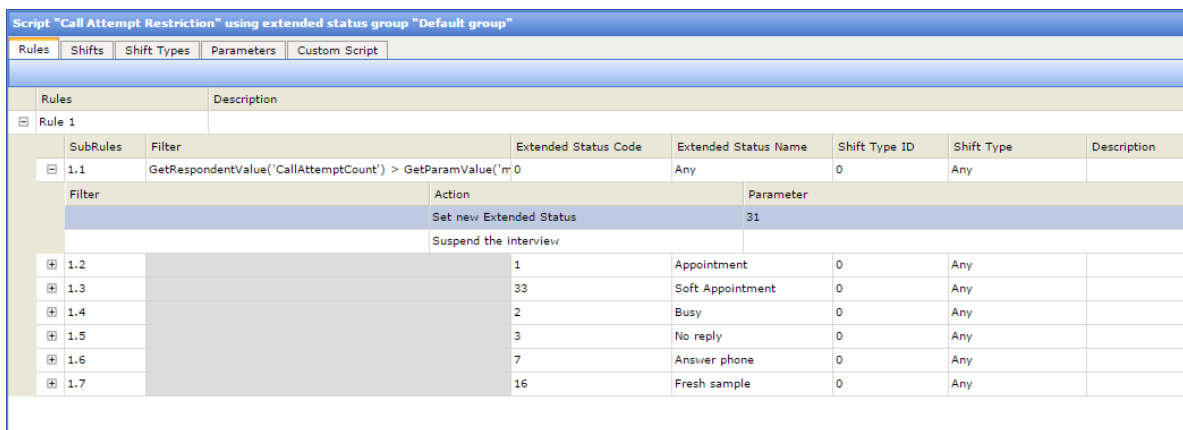 Script "Call Attempt Restriction" using extended status group "Default group"
Rules Shifts Shift Types Parameters Custom Script
Rules Description
Rule 1
SubRules Filter Extended Status Code Extended Status Name Shift Type ID Shift Type Description
1.1 GetRespondentValue('CallAttemptCount') > GetParamValue('m 0 Any 0 Any
Filter Action Parameter
Set new Extended Status 31
Suspend the interview
1.2 1 Appointment 0 Any
1.3 33 Soft Appointment 0 Any
1.4 2 Busy 0 Any
1.5 3 No reply 0 Any
1.6 7 Answer phone 0 Any
1.7 16 Fresh sample 0 Any